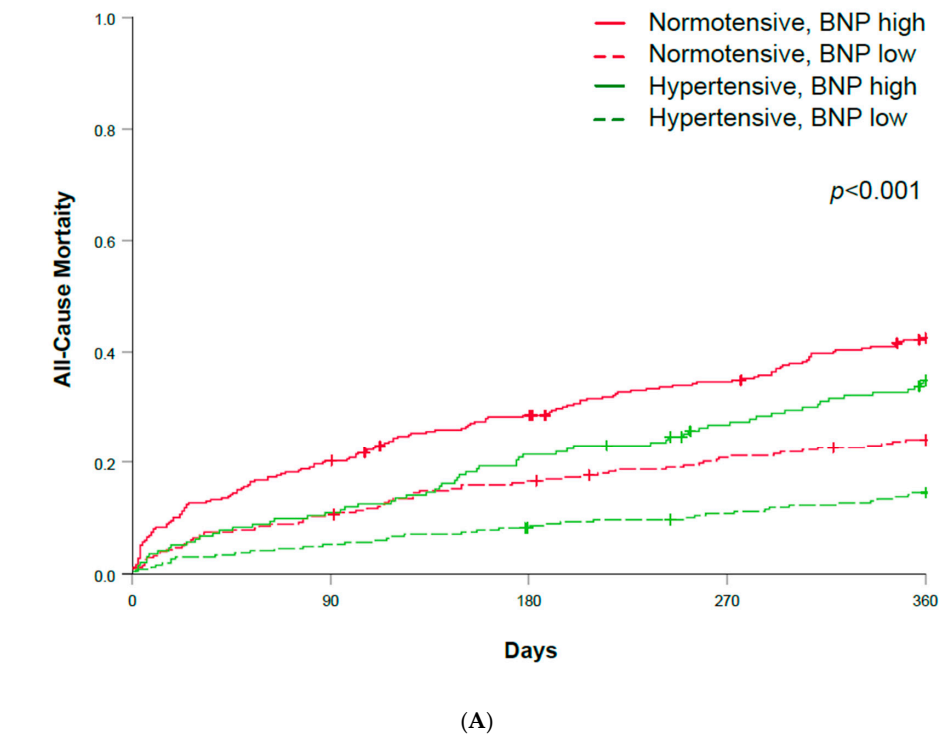 1.0
0.8
0.6
0.4
0.2
0.0
All-Cause Mortaity
Normotensive, BNP high
Normotensive, BNP low
Hypertensive, BNP high
Hypertensive, BNP low
p<0.001
0 90 180 270 360
Days
(A)